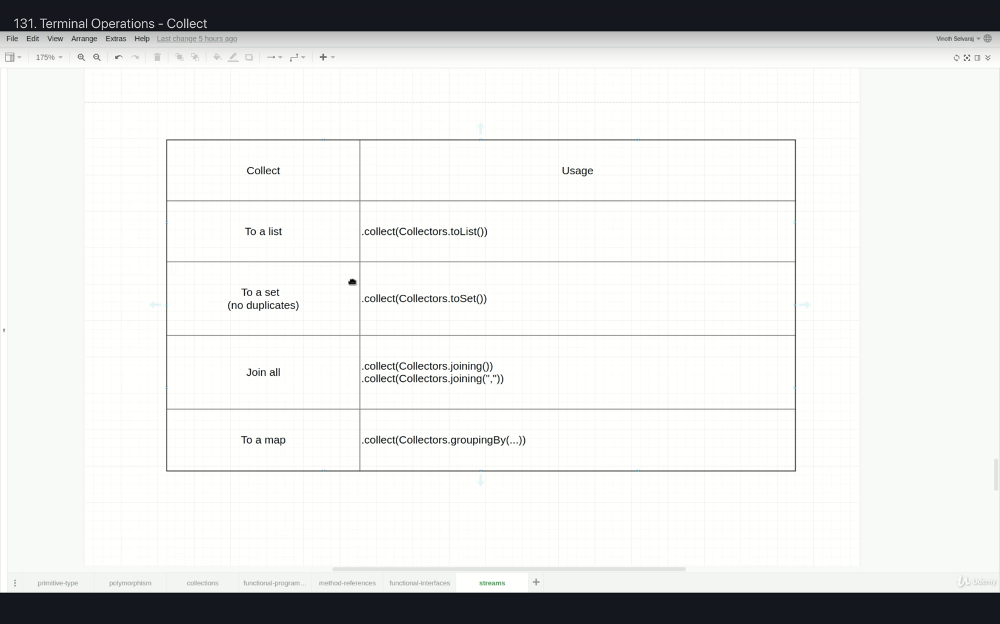 131. Terminal Operations - Collect
File Edit View Arrange Extras Help Last change 5 hours ago
Vinoth Selvaraj
175%
Collect
Usage
To a list
.collect(Collectors.toList())
To a set
(no duplicates)
.collect(Collectors.toSet())
Join all
.collect(Collectors.joining())
.collect(Collectors.joining(","))
To a map
.collect(Collectors.groupingBy(...))
primitive-type polymorphism collections functional-program... method-references functional-interfaces streams
Udemy